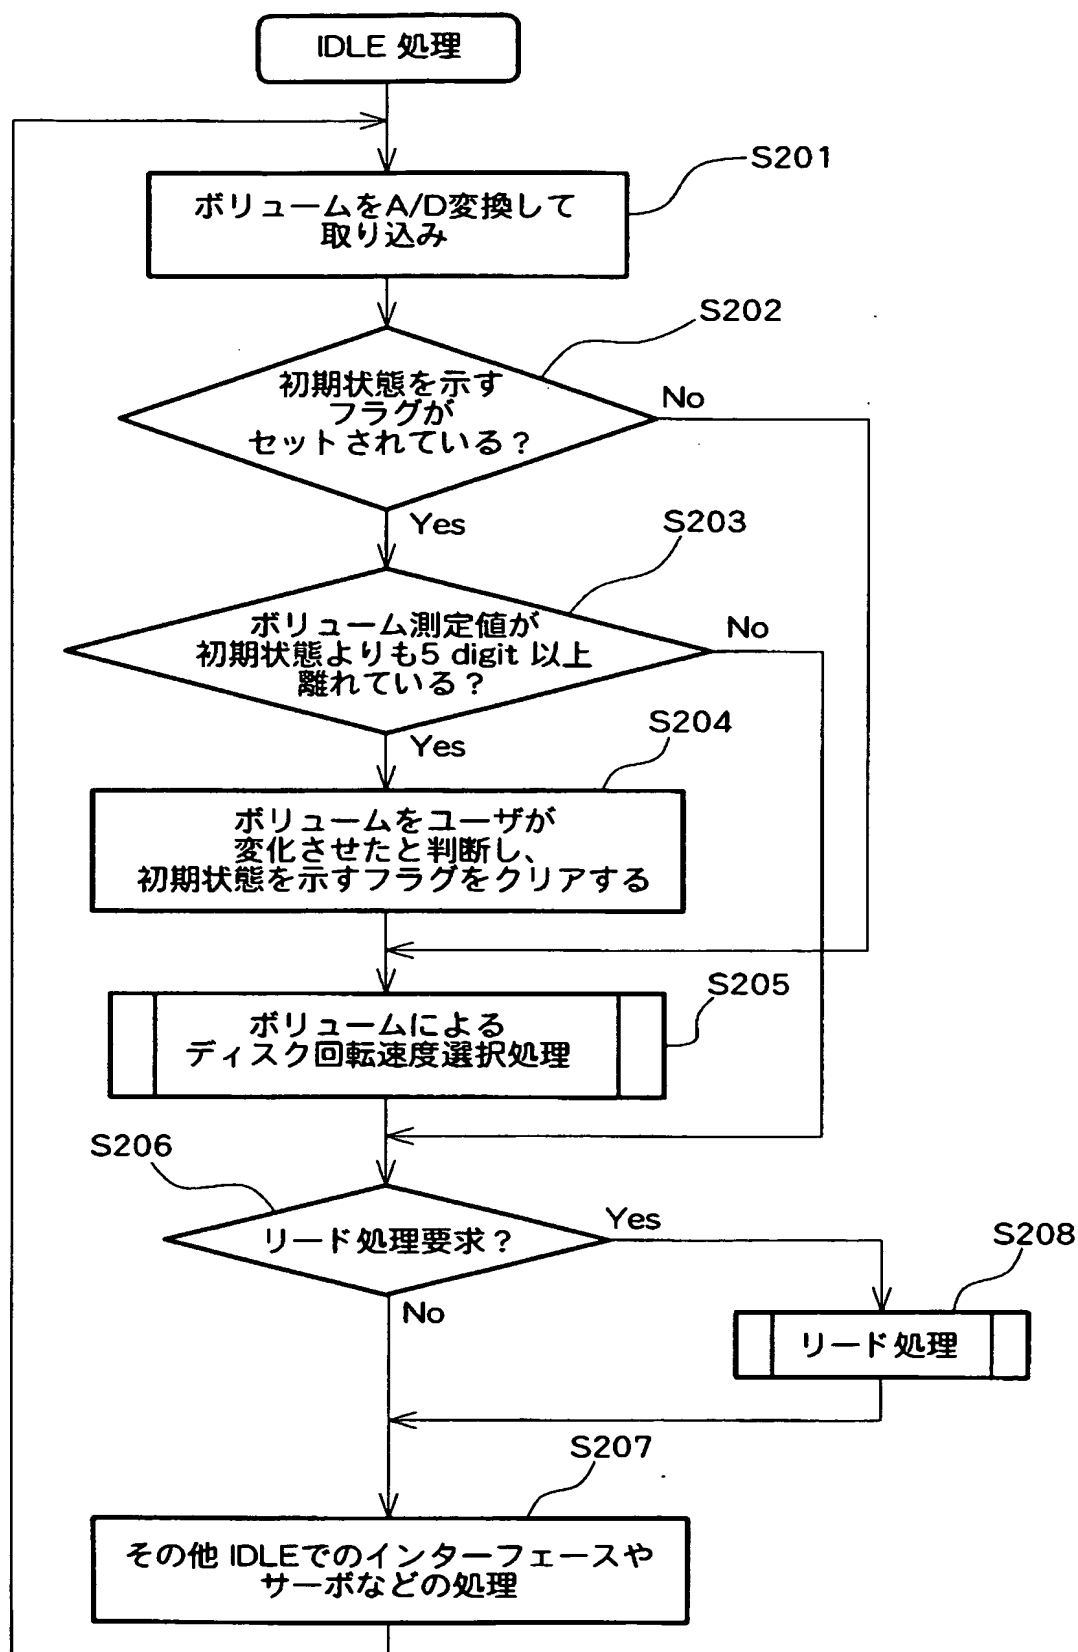 IDLE 処理
S201
ボリュームをA/D変換して
取り込み
S202
初期状態を示す
フラグが
セットされている？
No
Yes
S203
ボリューム測定値が
初期状態よりも5 digit 以上
離れている？
No
Yes
S204
ボリュームをユーザが
変化させたと判断し、
初期状態を示すフラグをクリアする
S205
ボリュームによる
ディスク回転速度選択処理
S206
リード処理要求？
Yes
No
S208
リード処理
S207
その他 IDLEでのインターフェースや
サーボなどの処理